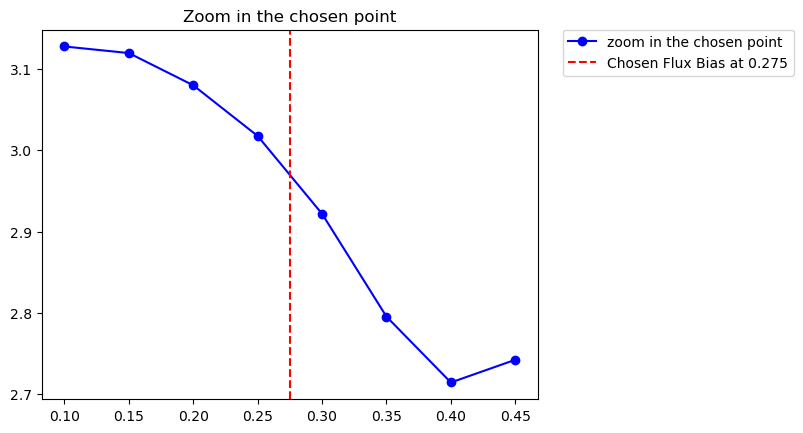 Zoom in the chosen point
zoom in the chosen point
Chosen Flux Bias at 0.275
3.1
3.0
2.9
2.8
2.7
0.10 0.15 0.20 0.25 0.30 0.35 0.40 0.45